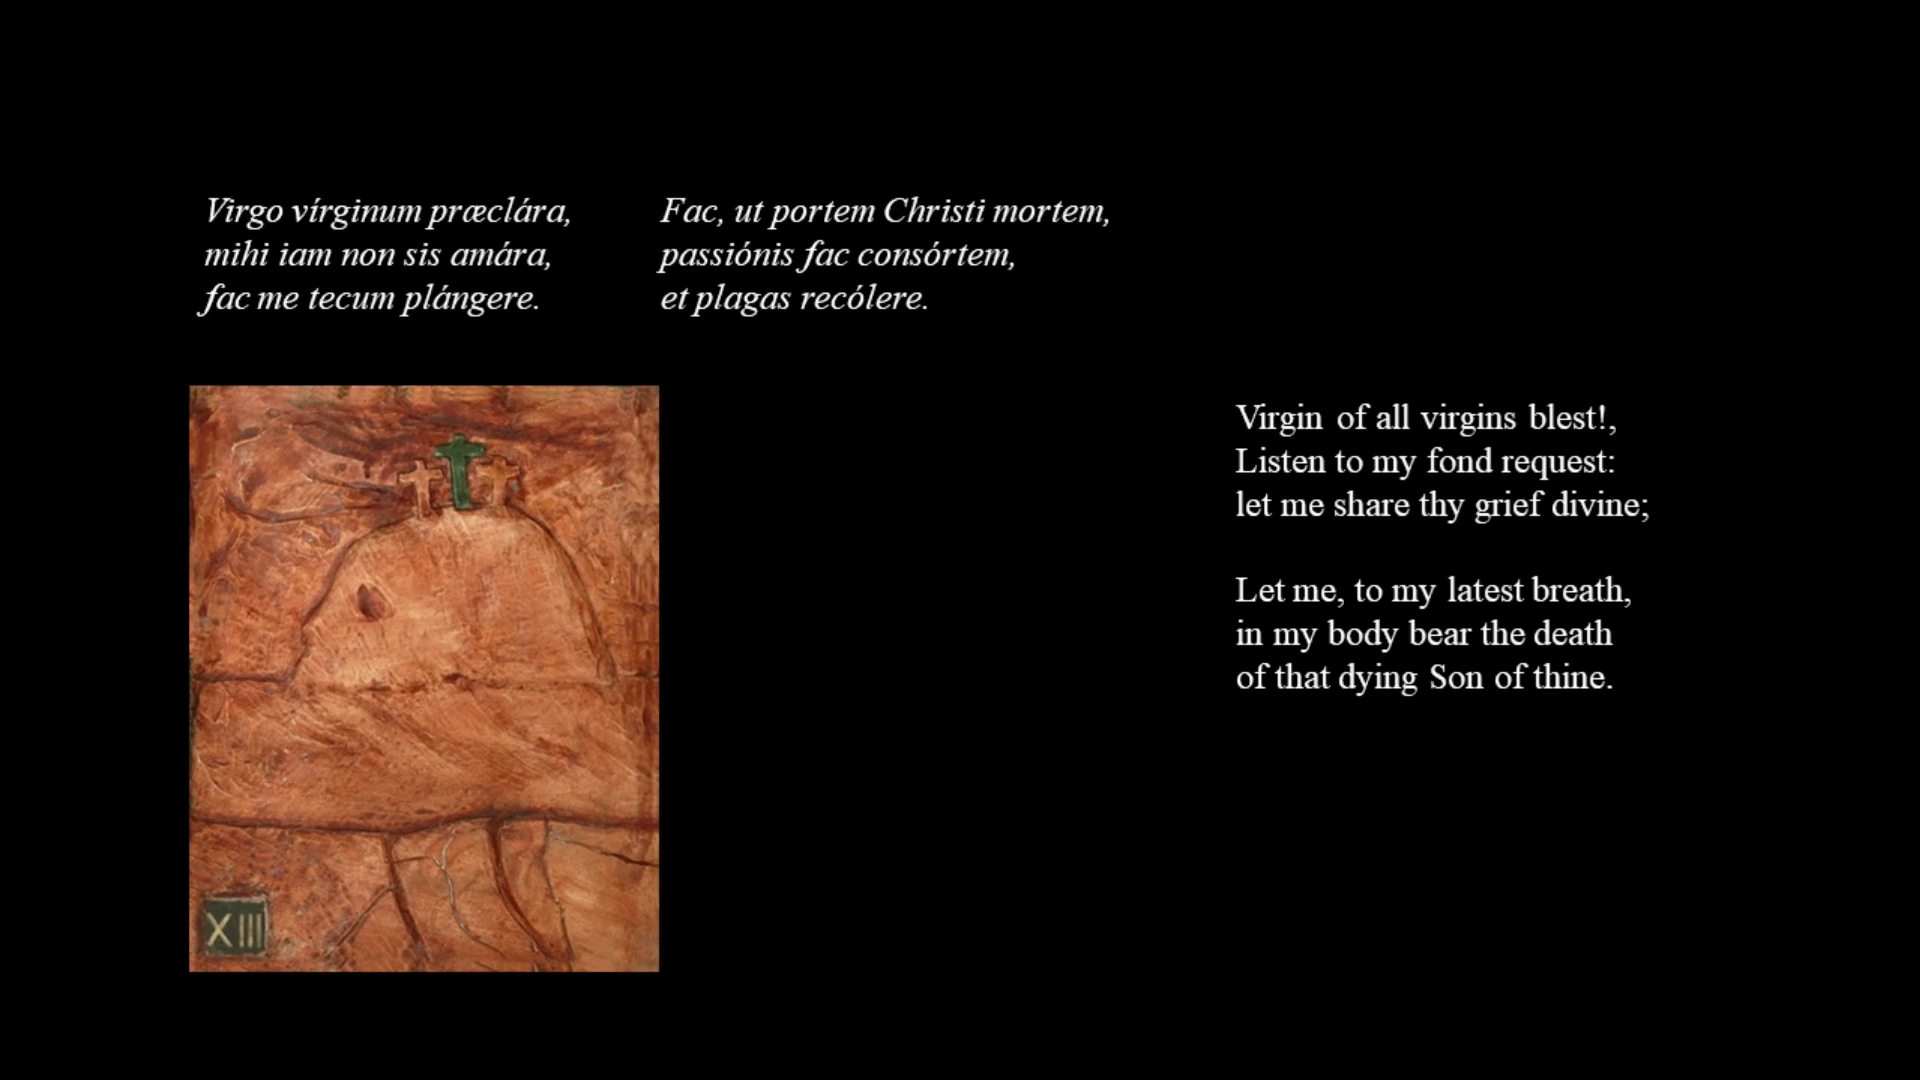 Virgo vírginum præclára,
mihi iam non sis amára,
fac me tecum plángere.
Fac, ut portem Christi mortem,
passiónis fac consórtem,
et plagas recólere.
Virgin of all virgins blest!,
Listen to my fond request:
let me share thy grief divine;
Let me, to my latest breath,
in my body bear the death
of that dying Son of thine.
XIII